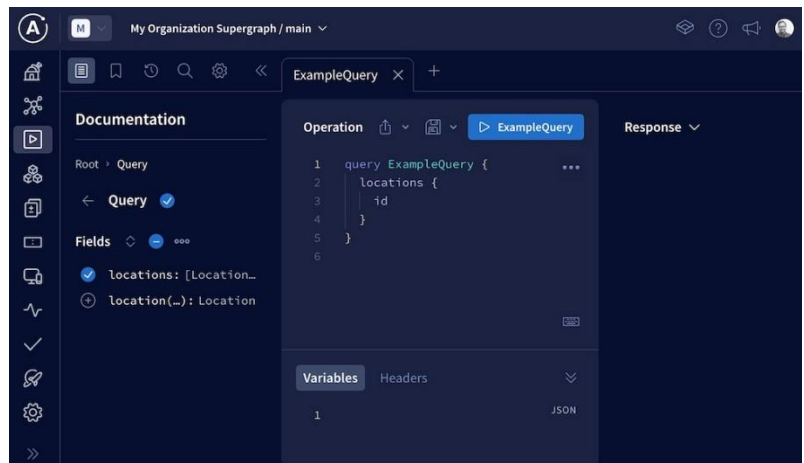 A
M
My Organization Supergraph / main
ExampleQuery
Documentation
Root › Query
Query
Fields
locations: [Location…
location(…): Location
Operation
ExampleQuery
1 query ExampleQuery {
2 locations {
3 id
4 }
5 }
6
Variables Headers
1
JSON
Response